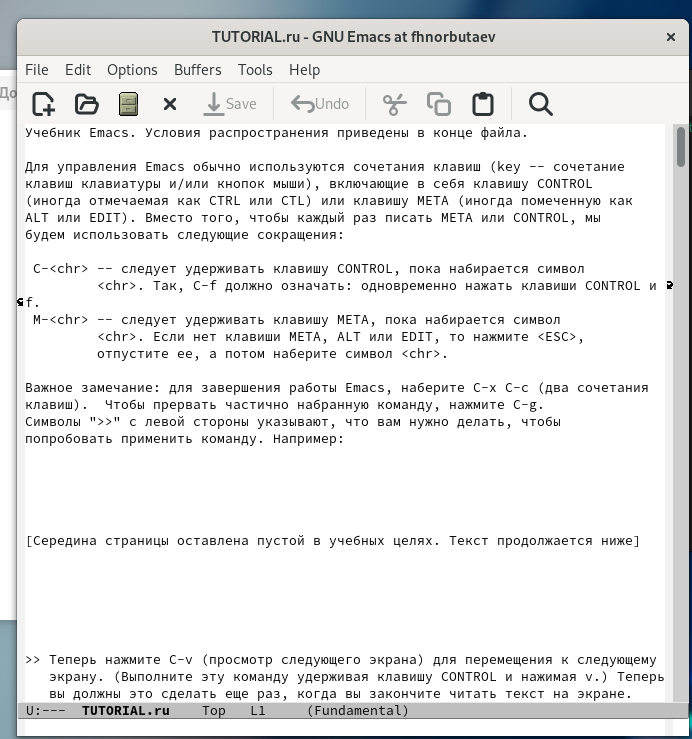 TUTORIAL.ru - GNU Emacs at fhnorbutaev
File Edit Options Buffers Tools Help
До
Save Undo
Учебник Emacs. Условия распространения приведены в конце файла.
Для управления Emacs обычно используются сочетания клавиш (key -- сочетание
клавиш клавиатуры и/или кнопок мыши), включающие в себя клавишу CONTROL
(иногда отмечаемая как CTRL или CTL) или клавишу META (иногда помеченную как
ALT или EDIT). Вместо того, чтобы каждый раз писать META или CONTROL, мы
будем использовать следующие сокращения:
C-<chr> -- следует удерживать клавишу CONTROL, пока набирается символ
<chr>. Так, C-f должно означать: одновременно нажать клавиши CONTROL и
f.
M-<chr> -- следует удерживать клавишу META, пока набирается символ
<chr>. Если нет клавиши META, ALT или EDIT, то нажмите <ESC>,
отпустите ее, а потом наберите символ <chr>.
Важное замечание: для завершения работы Emacs, наберите C-x C-c (два сочетания
клавиш). Чтобы прервать частично набранную команду, нажмите C-g.
Символы ">>" с левой стороны указывают, что вам нужно делать, чтобы
попробовать применить команду. Например:
[Середина страницы оставлена пустой в учебных целях. Текст продолжается ниже]
>> Теперь нажмите C-v (просмотр следующего экрана) для перемещения к следующему
экрану. (Выполните эту команду удерживая клавишу CONTROL и нажимая v.) Теперь
вы должны это сделать еще раз, когда вы закончите читать текст на экране.
U:--- TUTORIAL.ru Top L1 (Fundamental)